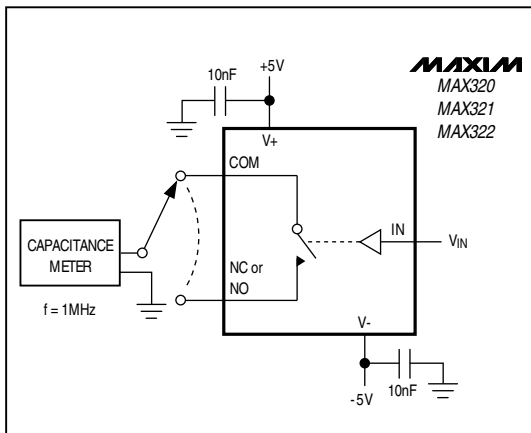 +5V
10nF
MAXIM
MAX320
MAX321
MAX322
V+
COM
IN
VIN
CAPACITANCE
METER
NC or
NO
f = 1MHz
V-
10nF
-5V